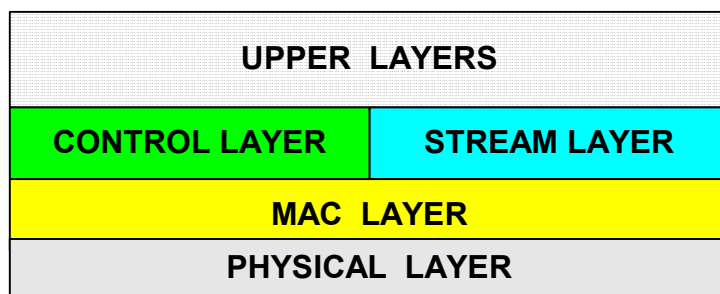 UPPER LAYERS
CONTROL LAYER
STREAM LAYER
MAC LAYER
PHYSICAL LAYER